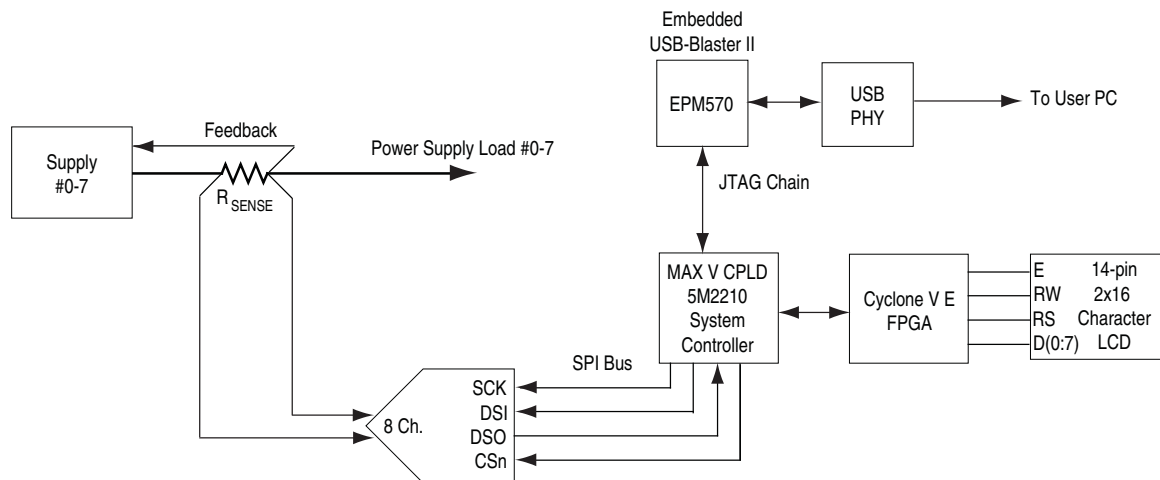 Embedded
USB-Blaster II
EPM570
USB
PHY
To User PC
Feedback
Supply
#0-7
Power Supply Load #0-7
R SENSE
JTAG Chain
MAX V CPLD
5M2210
System
Controller
Cyclone V E
FPGA
E
RW
RS
D(0:7)
14-pin
2x16
Character
LCD
SPI Bus
8 Ch.
SCK
DSI
DSO
CSn